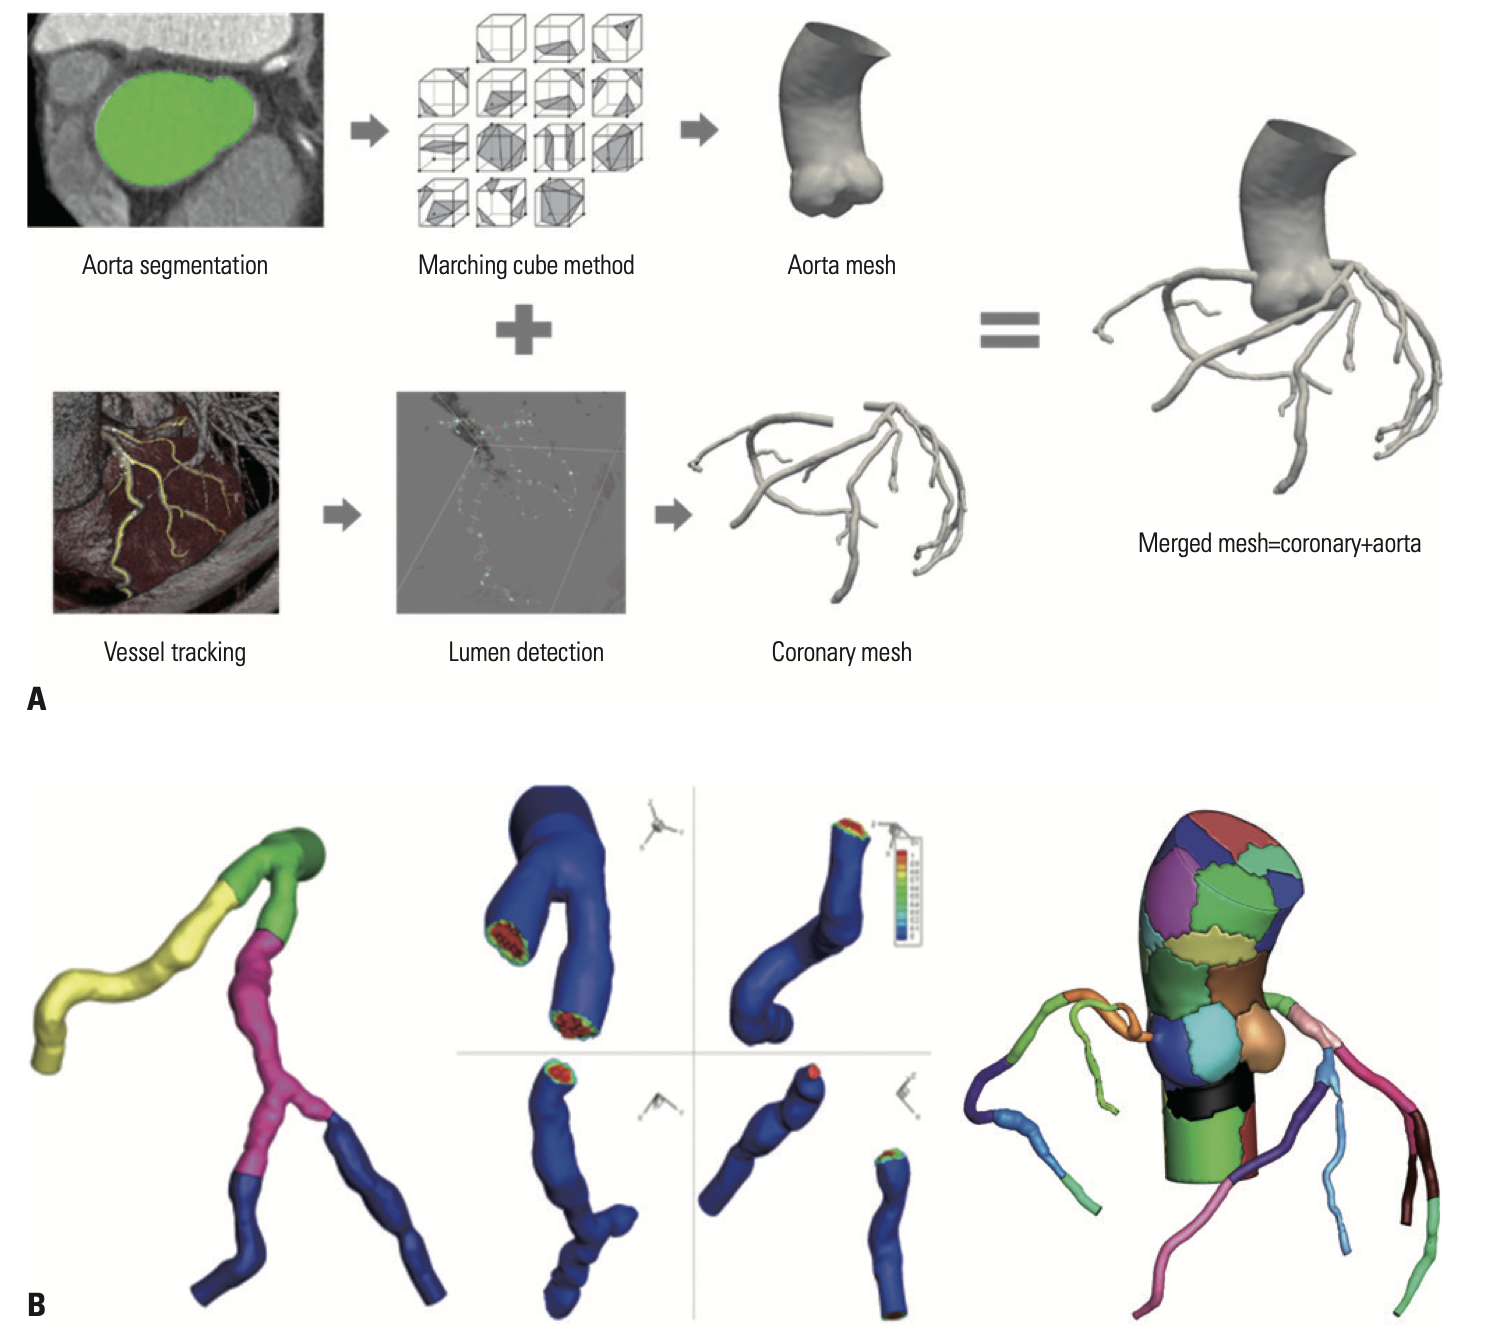 Aorta segmentation
Marching cube method
Aorta mesh
Vessel tracking
Lumen detection
Coronary mesh
Merged mesh=coronary+aorta
A
B